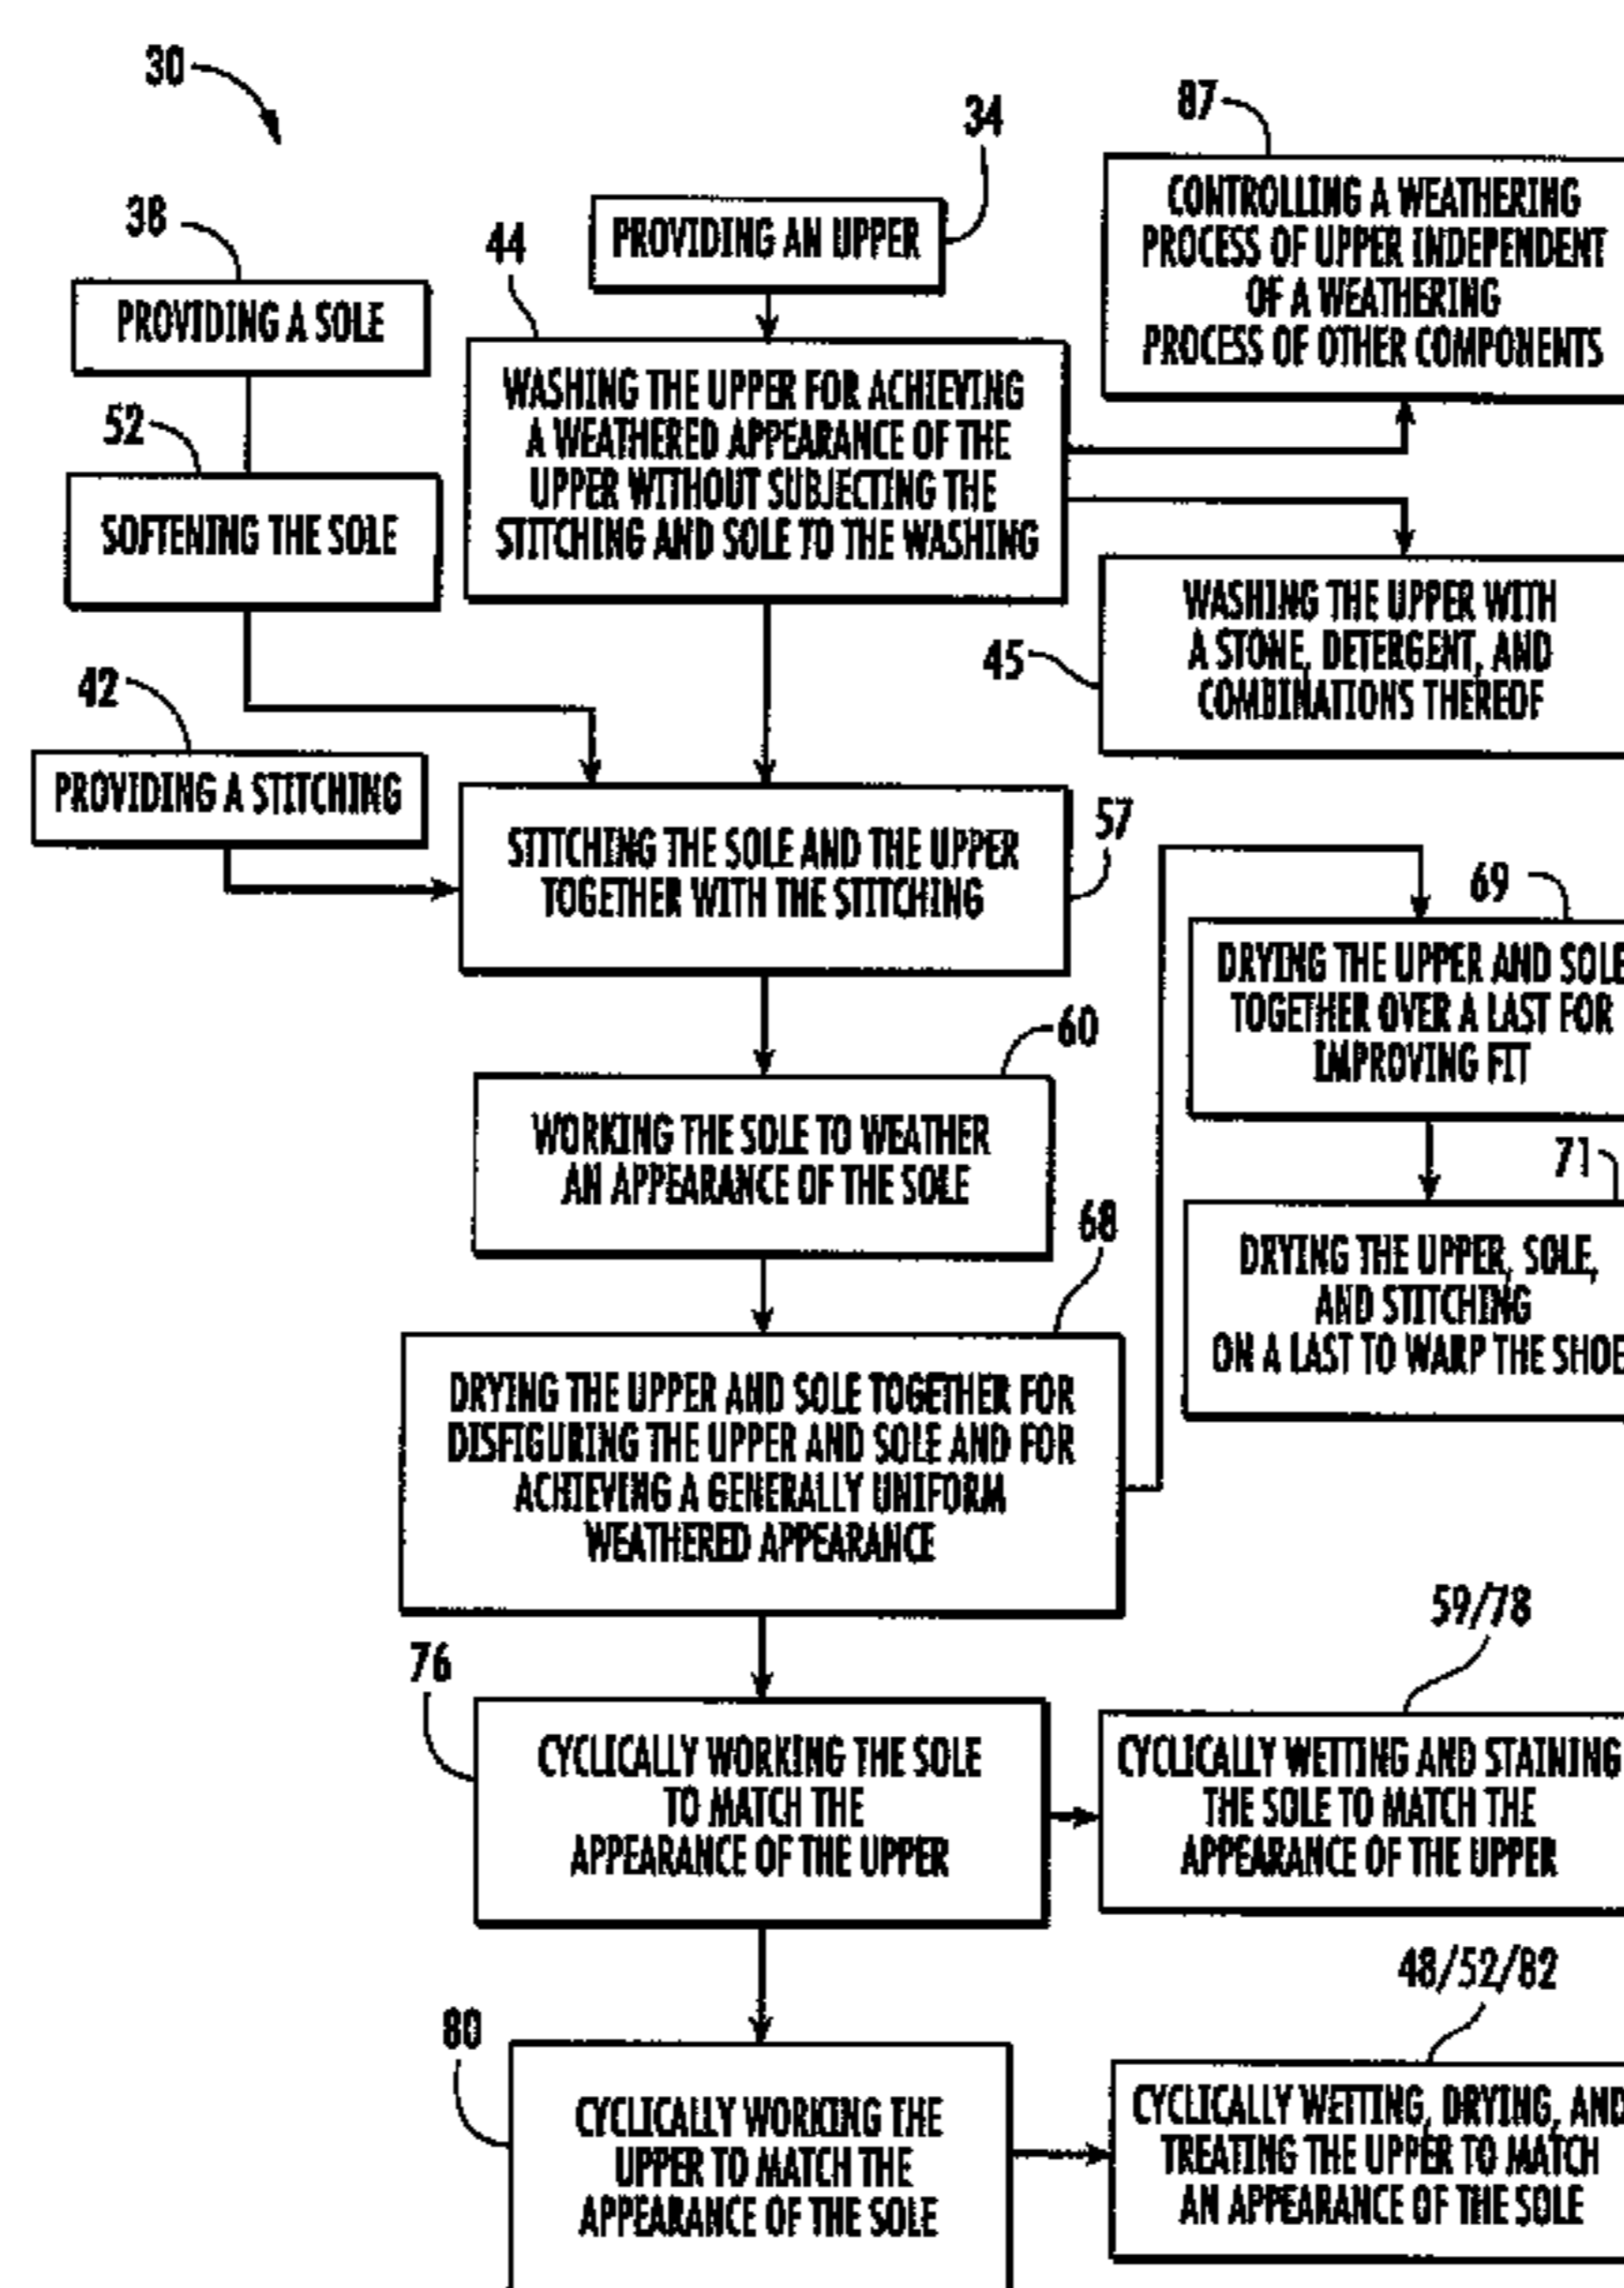 30
34
87
38
44
PROVIDING AN UPPER
CONTROLLING A WEATHERING
PROCESS OF UPPER INDEPENDENT
OF A WEATHERING
PROCESS OF OTHER COMPONENTS
PROVIDING A SOLE
52
WASHING THE UPPER FOR ACHIEVING
A WEATHERED APPEARANCE OF THE
UPPER WITHOUT SUBJECTING THE
STITCHING AND SOLE TO THE WASHING
SOFTENING THE SOLE
45
WASHING THE UPPER WITH
A STONE, DETERGENT, AND
COMBINATIONS THEREOF
42
PROVIDING A STITCHING
57
STITCHING THE SOLE AND THE UPPER
TOGETHER WITH THE STITCHING
69
DRYING THE UPPER AND SOLE
TOGETHER OVER A LAST FOR
IMPROVING FIT
60
WORKING THE SOLE TO WEATHER
AN APPEARANCE OF THE SOLE
71
DRYING THE UPPER, SOLE,
AND STITCHING
ON A LAST TO WARP THE SHOE
68
DRYING THE UPPER AND SOLE TOGETHER FOR
DISFIGURING THE UPPER AND SOLE AND FOR
ACHIEVING A GENERALLY UNIFORM
WEATHERED APPEARANCE
59/78
76
CYCLICALLY WORKING THE SOLE
TO MATCH THE
APPEARANCE OF THE UPPER
CYCLICALLY WETTING AND STAINING
THE SOLE TO MATCH THE
APPEARANCE OF THE UPPER
48/52/82
80
CYCLICALLY WORKING THE
UPPER TO MATCH THE
APPEARANCE OF THE SOLE
CYCLICALLY WETTING, DRYING, AND
TREATING THE UPPER TO MATCH
AN APPEARANCE OF THE SOLE